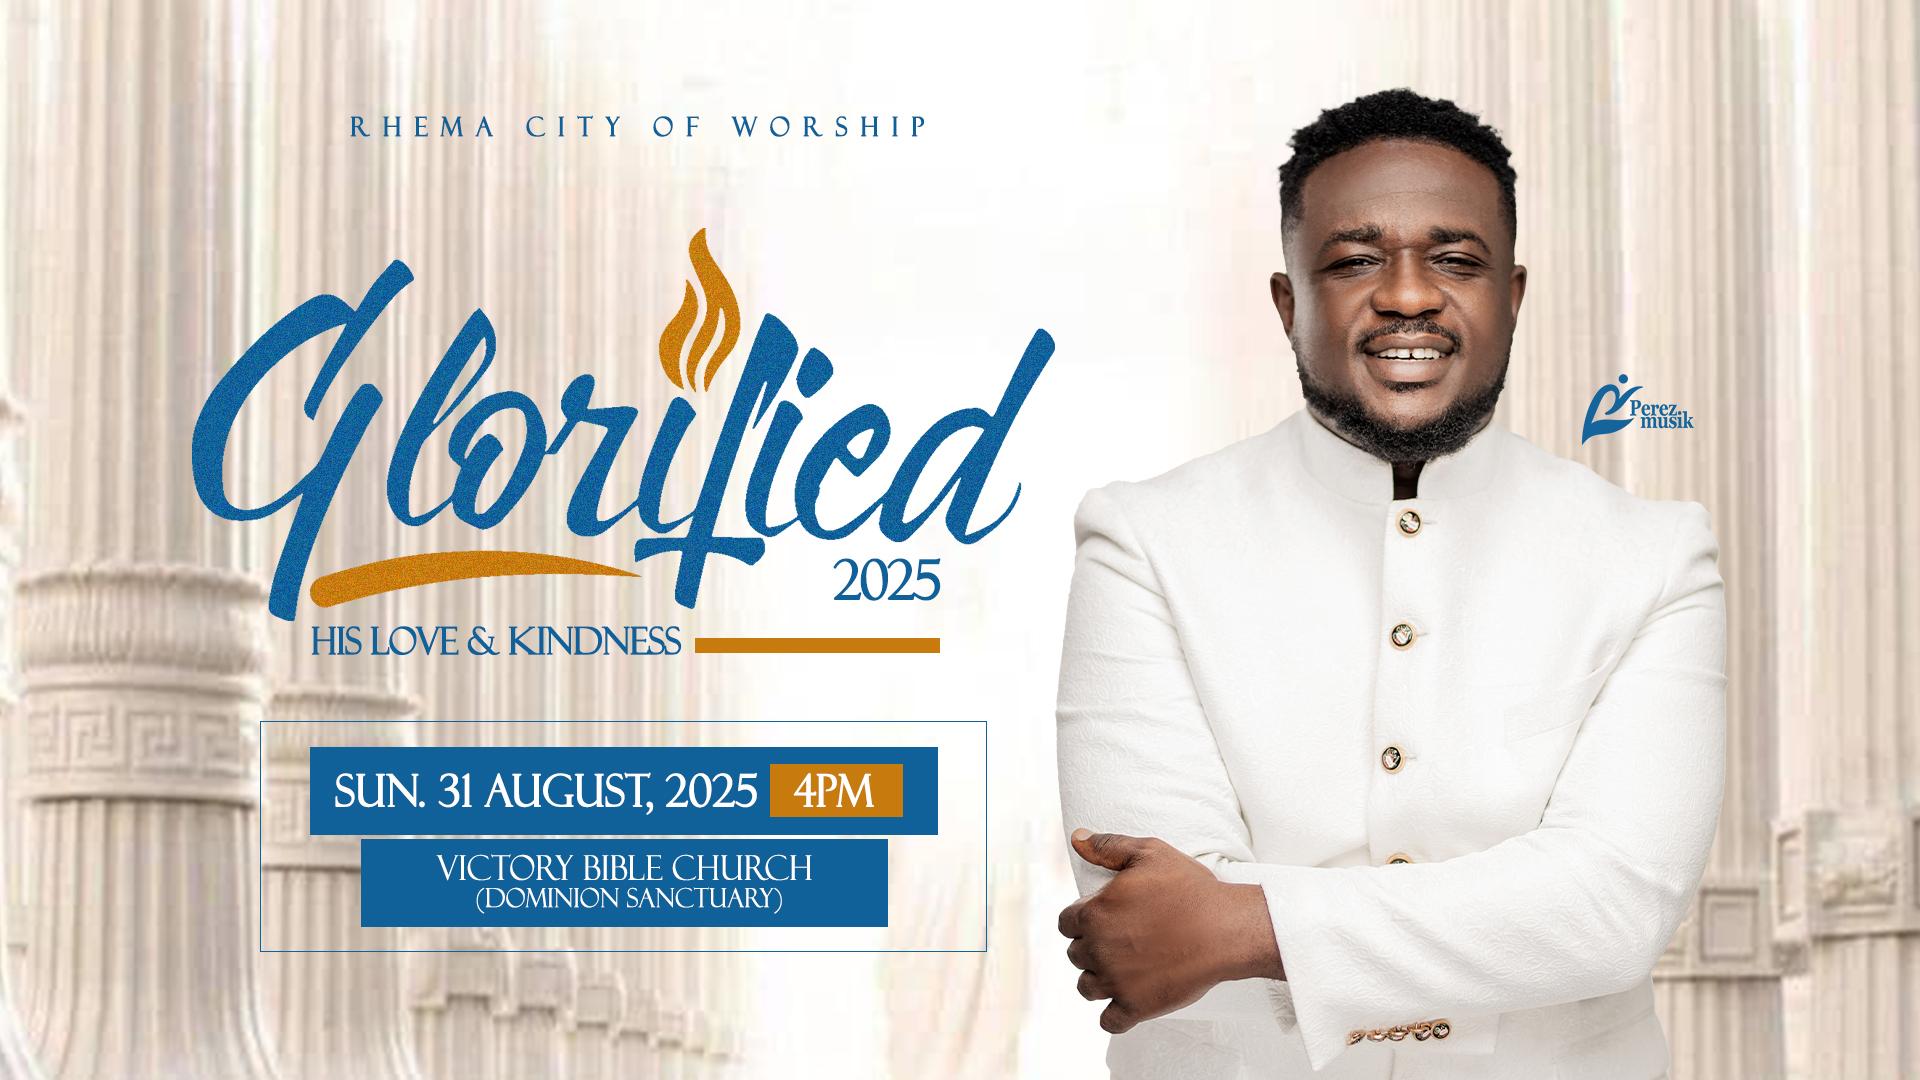 RHEMA CITY OF WORSHIP
Glorified
2025
HIS LOVE & KINDNESS
SUN. 31 AUGUST, 2025 4PM
VICTORY BIBLE CHURCH
(DOMINION SANCTUARY)
Perez
musik